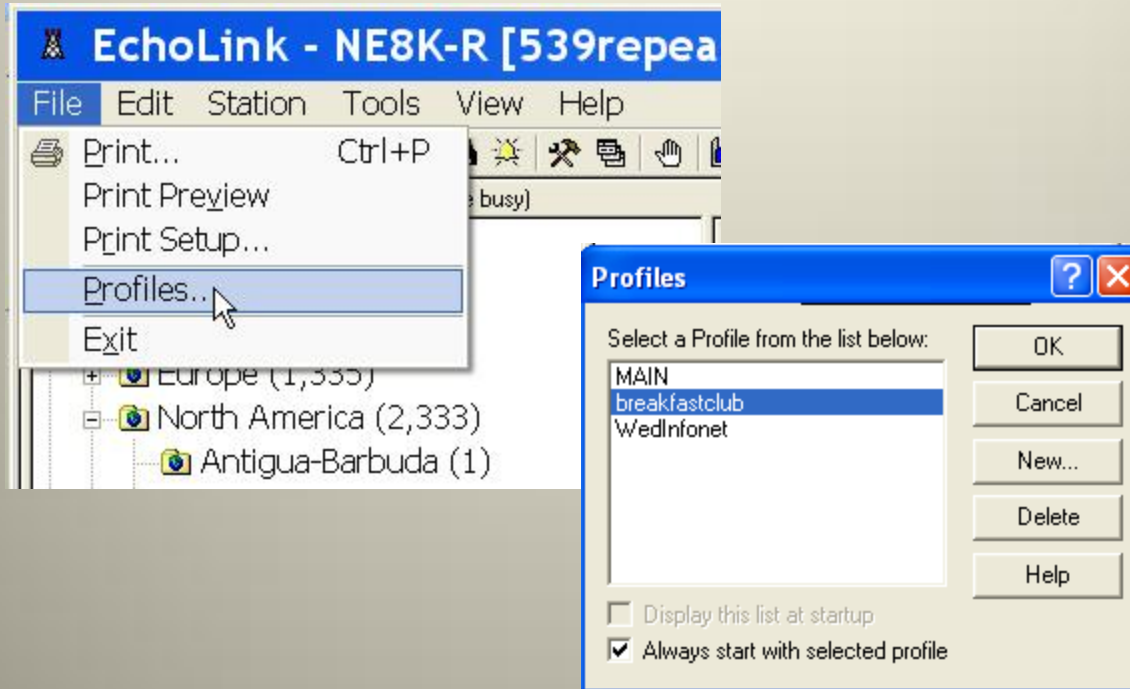 EchoLink - NE8K-R [539repea
File Edit Station Tools View Help
Print... Ctrl+P
busy)
Print Preview
Print Setup...
Profiles...
Exit
Europe (1,335)
North America (2,333)
Antigua-Barbuda (1)
Profiles
Select a Profile from the list below:
MAIN
breakfastclub
WedInfonet
OK
Cancel
New...
Delete
Help
Display this list at startup
Always start with selected profile